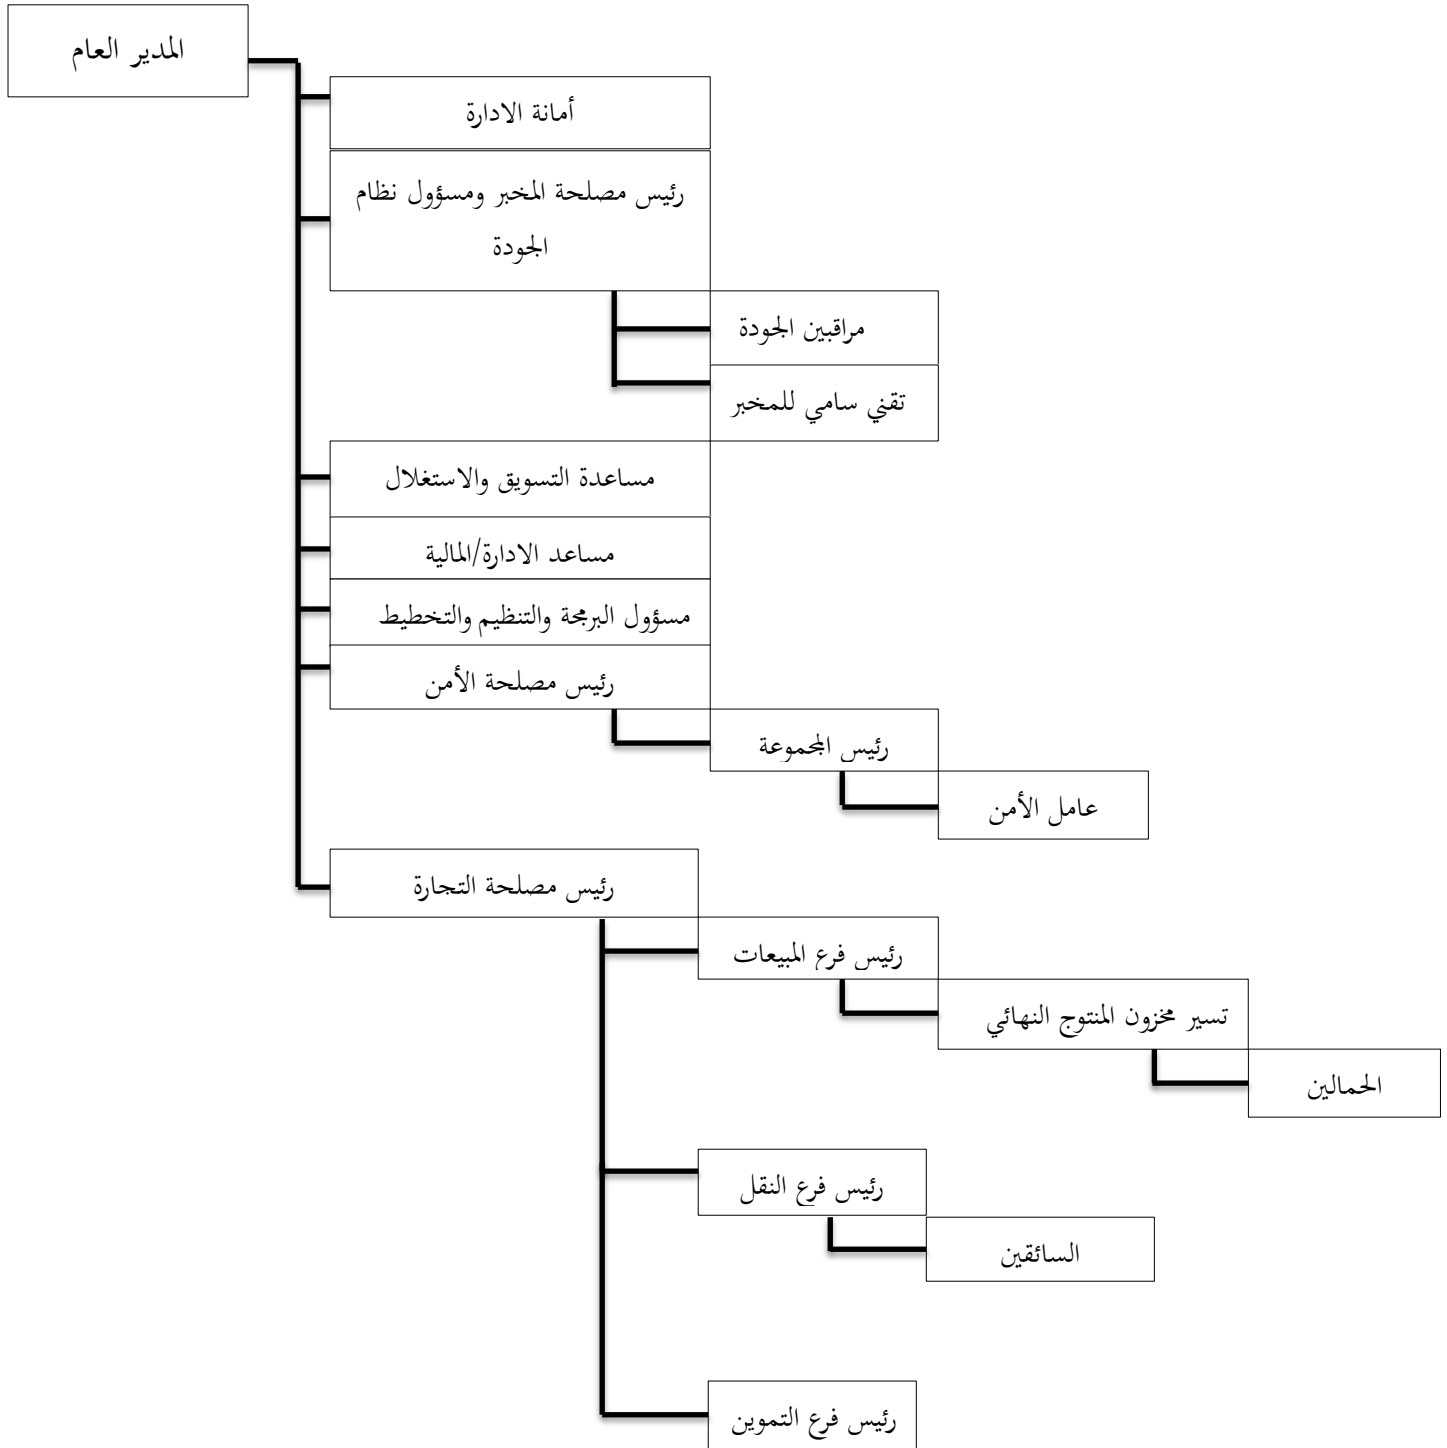 المدير العام
أمانة الادارة
رئيس مصلحة المخبر ومسؤول نظام
الجودة
مراقبين الجودة
تقني سامي للمخبر
مساعدة التسويق والاستغلال
مساعد الادارة/المالية
مسؤول البرمجة والتنظيم والتخطيط
رئيس مصلحة الأمن
رئيس المجموعة
عامل الأمن
رئيس مصلحة التجارة
رئيس فرع المبيعات
تسير مخزون المنتوج النهائي
الحمالين
رئيس فرع النقل
السائقين
رئيس فرع التموين